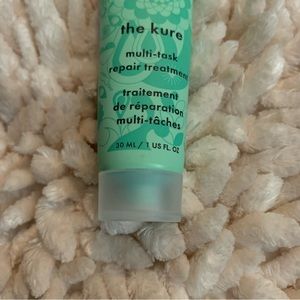 the kure
multi-task
repair treatment
traitement
de réparation
multi-tâches
30 ML / 1 US FL OZ